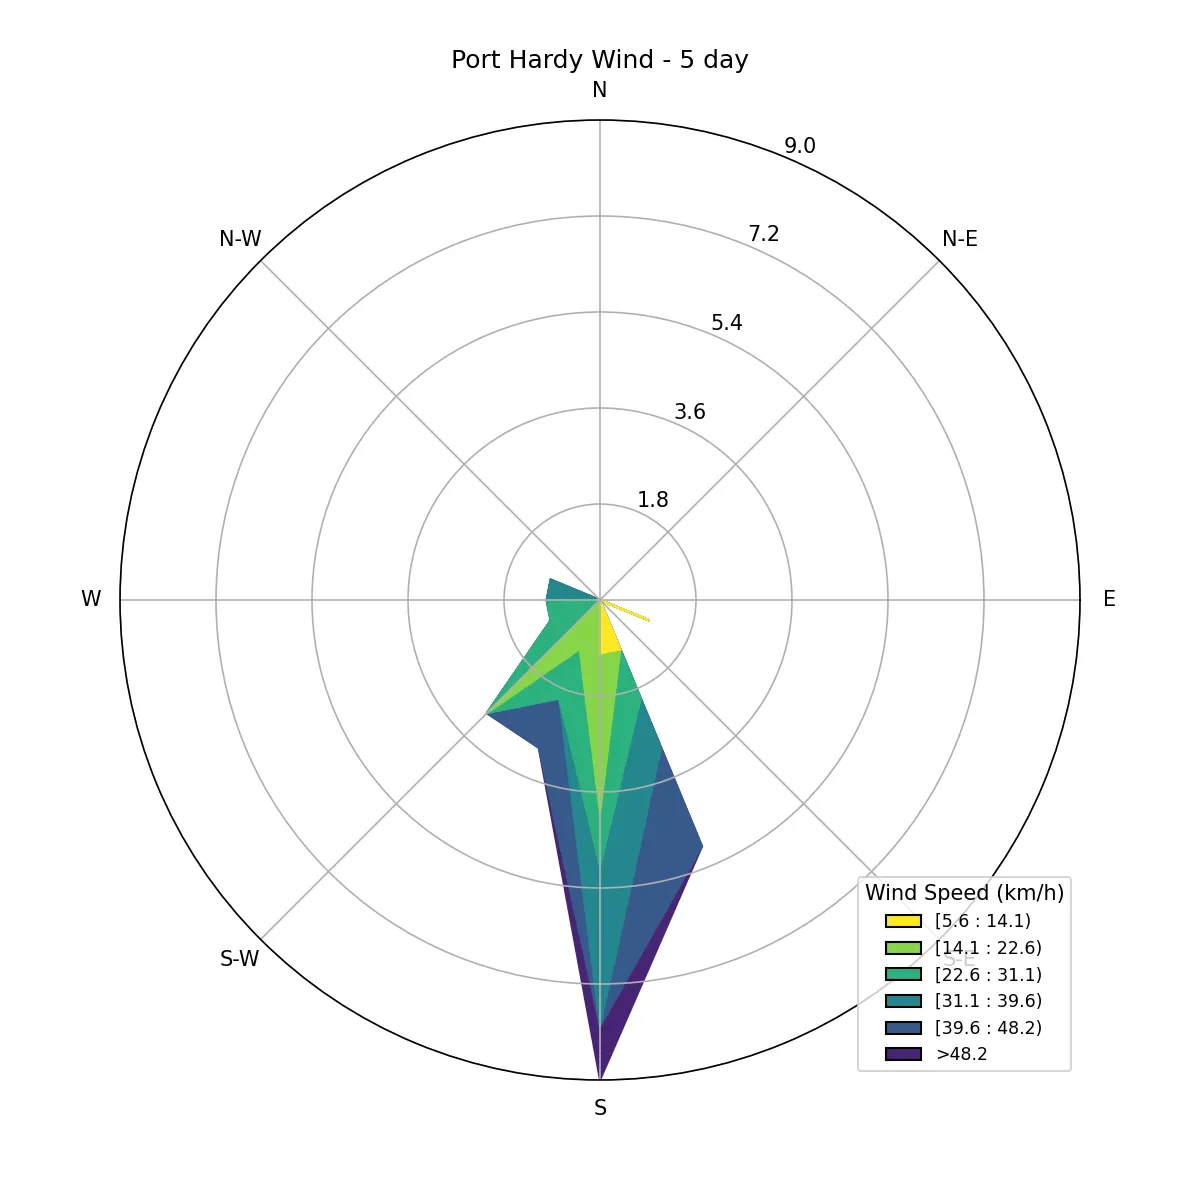 Port Hardy Wind - 5 day
N
9.0
7.2
N-W
N-E
5.4
3.6
1.8
W
E
Wind Speed (km/h)
[5.6 : 14.1)
[14.1 : 22.6)
S-W
S-E
[22.6 : 31.1)
[31.1 : 39.6)
[39.6 : 48.2)
>48.2
S